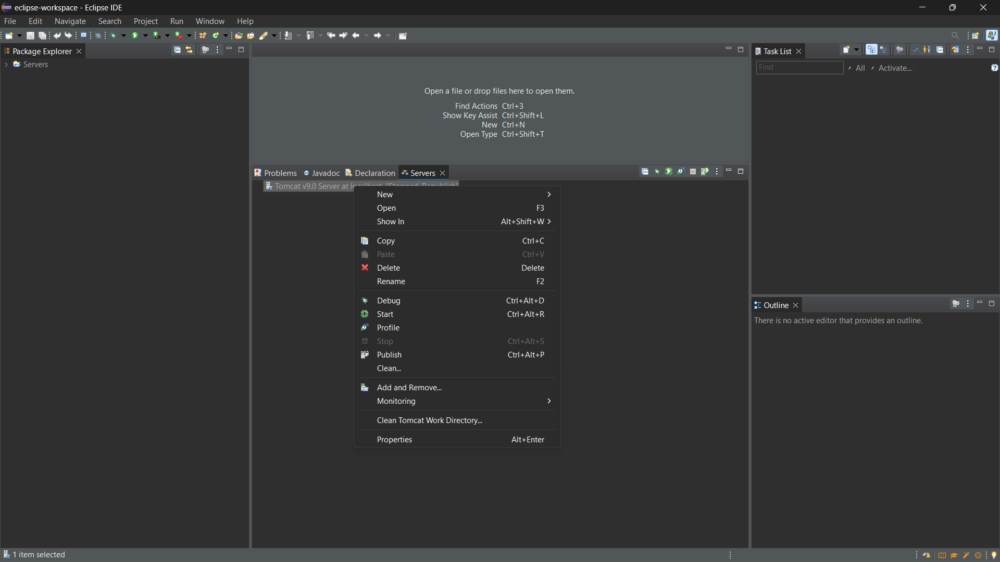 eclipse-workspace - Eclipse IDE
File Edit Navigate Search Project Run Window Help
Package Explorer
Servers
Open a file or drop files here to open them.
Find Actions Ctrl+3
Show Key Assist Ctrl+Shift+L
New Ctrl+N
Open Type Ctrl+Shift+T
Problems Javadoc Declaration Servers
Tomcat v9.0 Server at localhost [Stopped, Republish]
New
Open F3
Show In Alt+Shift+W
Copy Ctrl+C
Paste Ctrl+V
Delete Delete
Rename F2
Debug Ctrl+Alt+D
Start Ctrl+Alt+R
Profile
Stop Ctrl+Alt+S
Publish Ctrl+Alt+P
Clean...
Add and Remove...
Monitoring
Clean Tomcat Work Directory...
Properties Alt+Enter
Task List
Find All Activate...
Outline
There is no active editor that provides an outline.
1 item selected